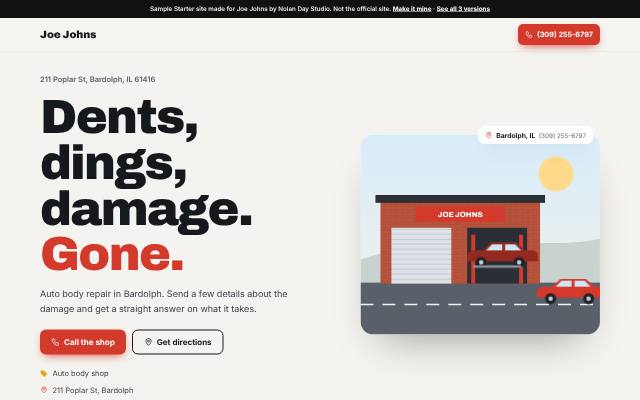 Sample Starter site made for Joe Johns by Nolan Day Studio. Not the official site. Make it mine · See all 3 versions
Joe Johns
(309) 255-6797
211 Poplar St, Bardolph, IL 61416
Dents,
dings,
damage.
Gone.
Bardolph, IL (309) 255-6797
JOE JOHNS
Auto body repair in Bardolph. Send a few details about the
damage and get a straight answer on what it takes.
Call the shop
Get directions
Auto body shop
211 Poplar St, Bardolph